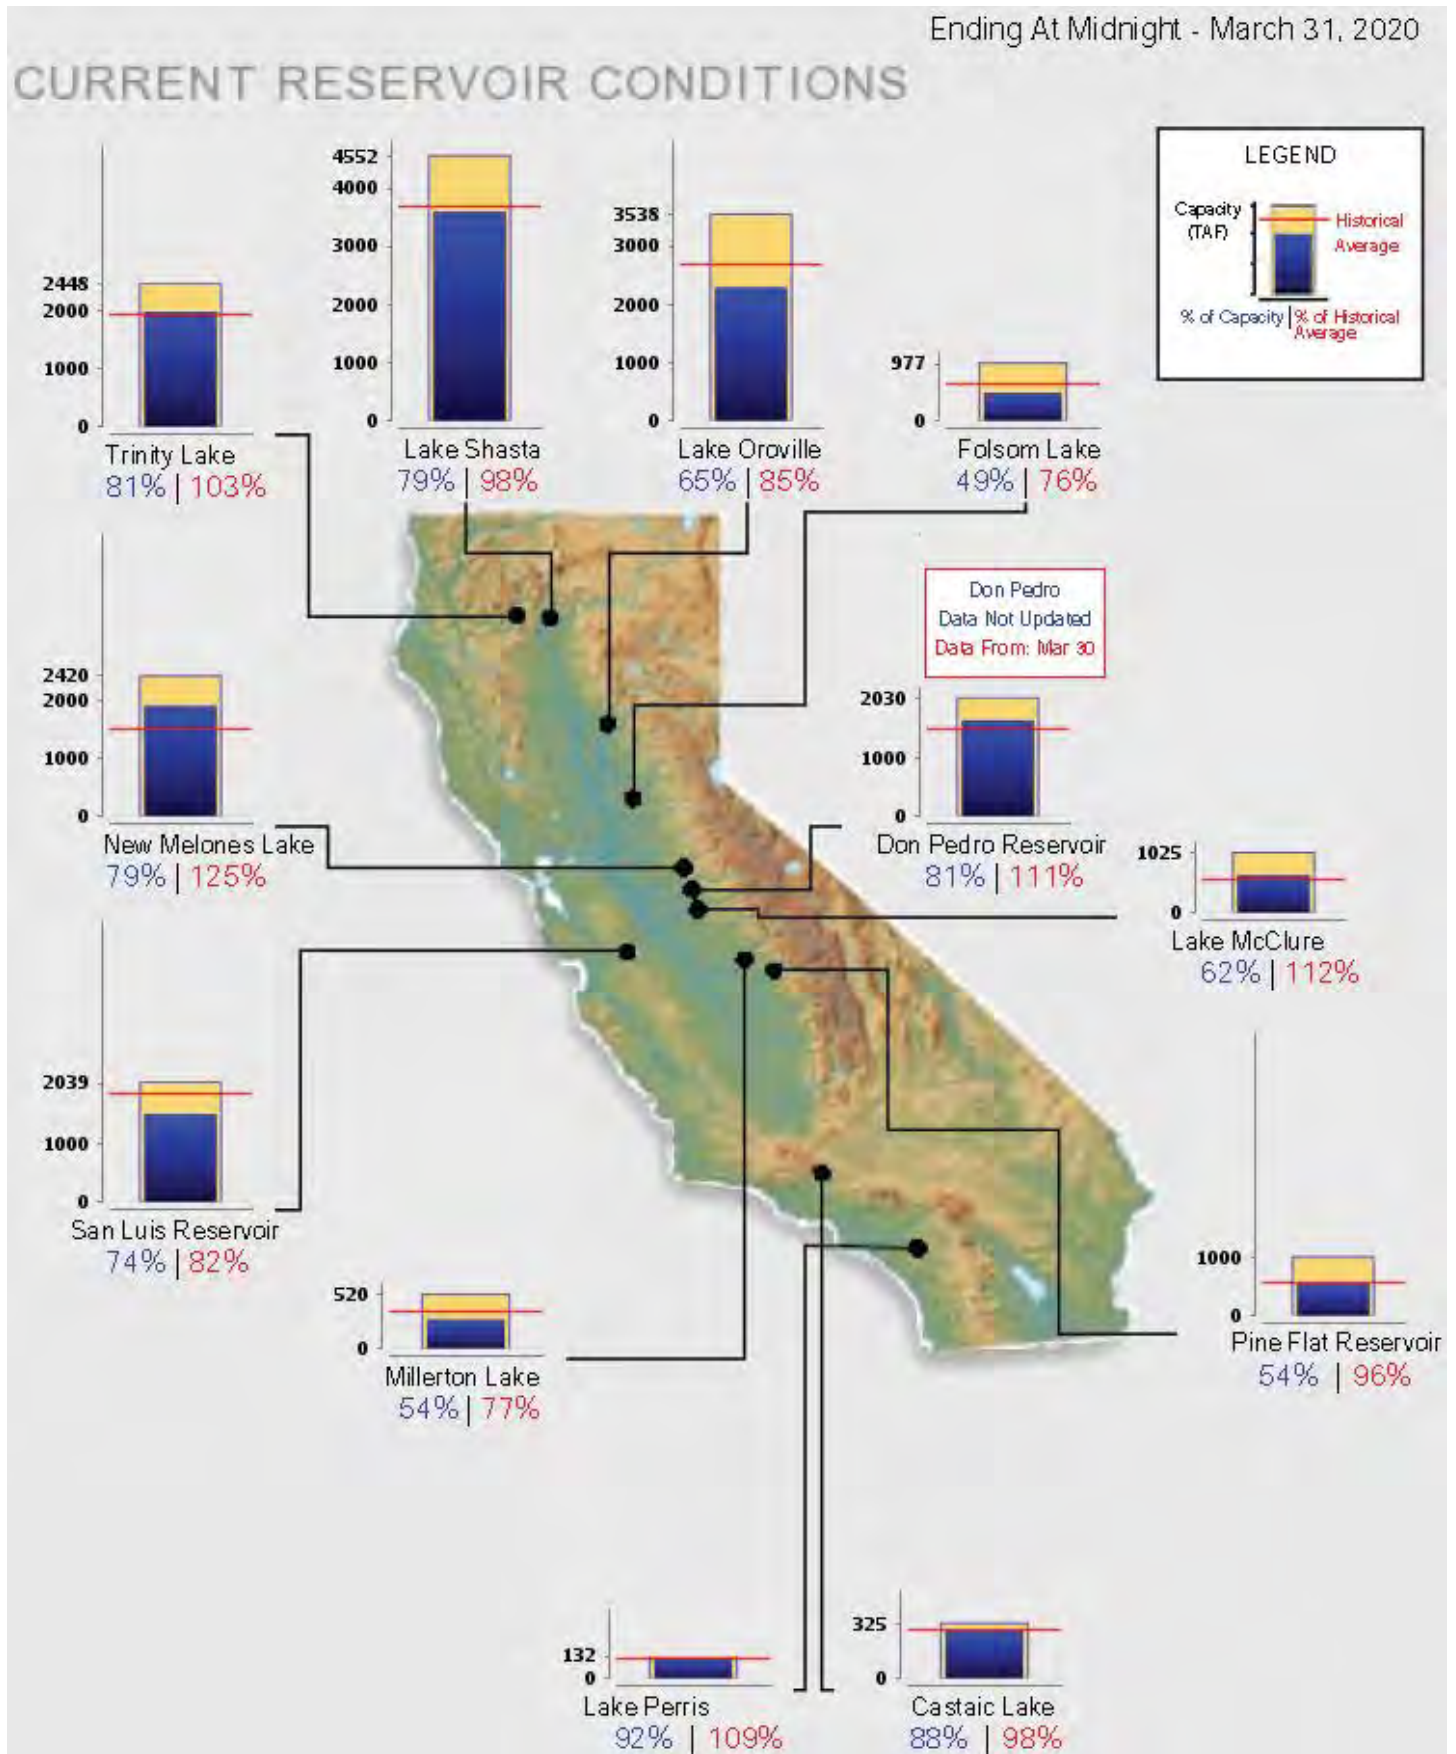 Ending At Midnight - March 31, 2020
CURRENT RESERVOIR CONDITIONS
LEGEND
Capacity
(TAF)
Historical
Average
% of Capacity | % of Historical
Average
2448
2000
1000
0
Trinity Lake
81% | 103%
4552
4000
3000
2000
1000
0
Lake Shasta
79% | 98%
3538
3000
2000
1000
0
Lake Oroville
65% | 85%
977
0
Folsom Lake
49% | 76%
Don Pedro
Data Not Updated
Data From: Mar 30
2420
2000
1000
0
New Melones Lake
79% | 125%
2030
1000
0
Don Pedro Reservoir
81% | 111%
1025
0
Lake McClure
62% | 112%
2039
1000
0
San Luis Reservoir
74% | 82%
520
0
Millerton Lake
54% | 77%
1000
0
Pine Flat Reservoir
54% | 96%
132
0
Lake Perris
92% | 109%
325
0
Castaic Lake
88% | 98%